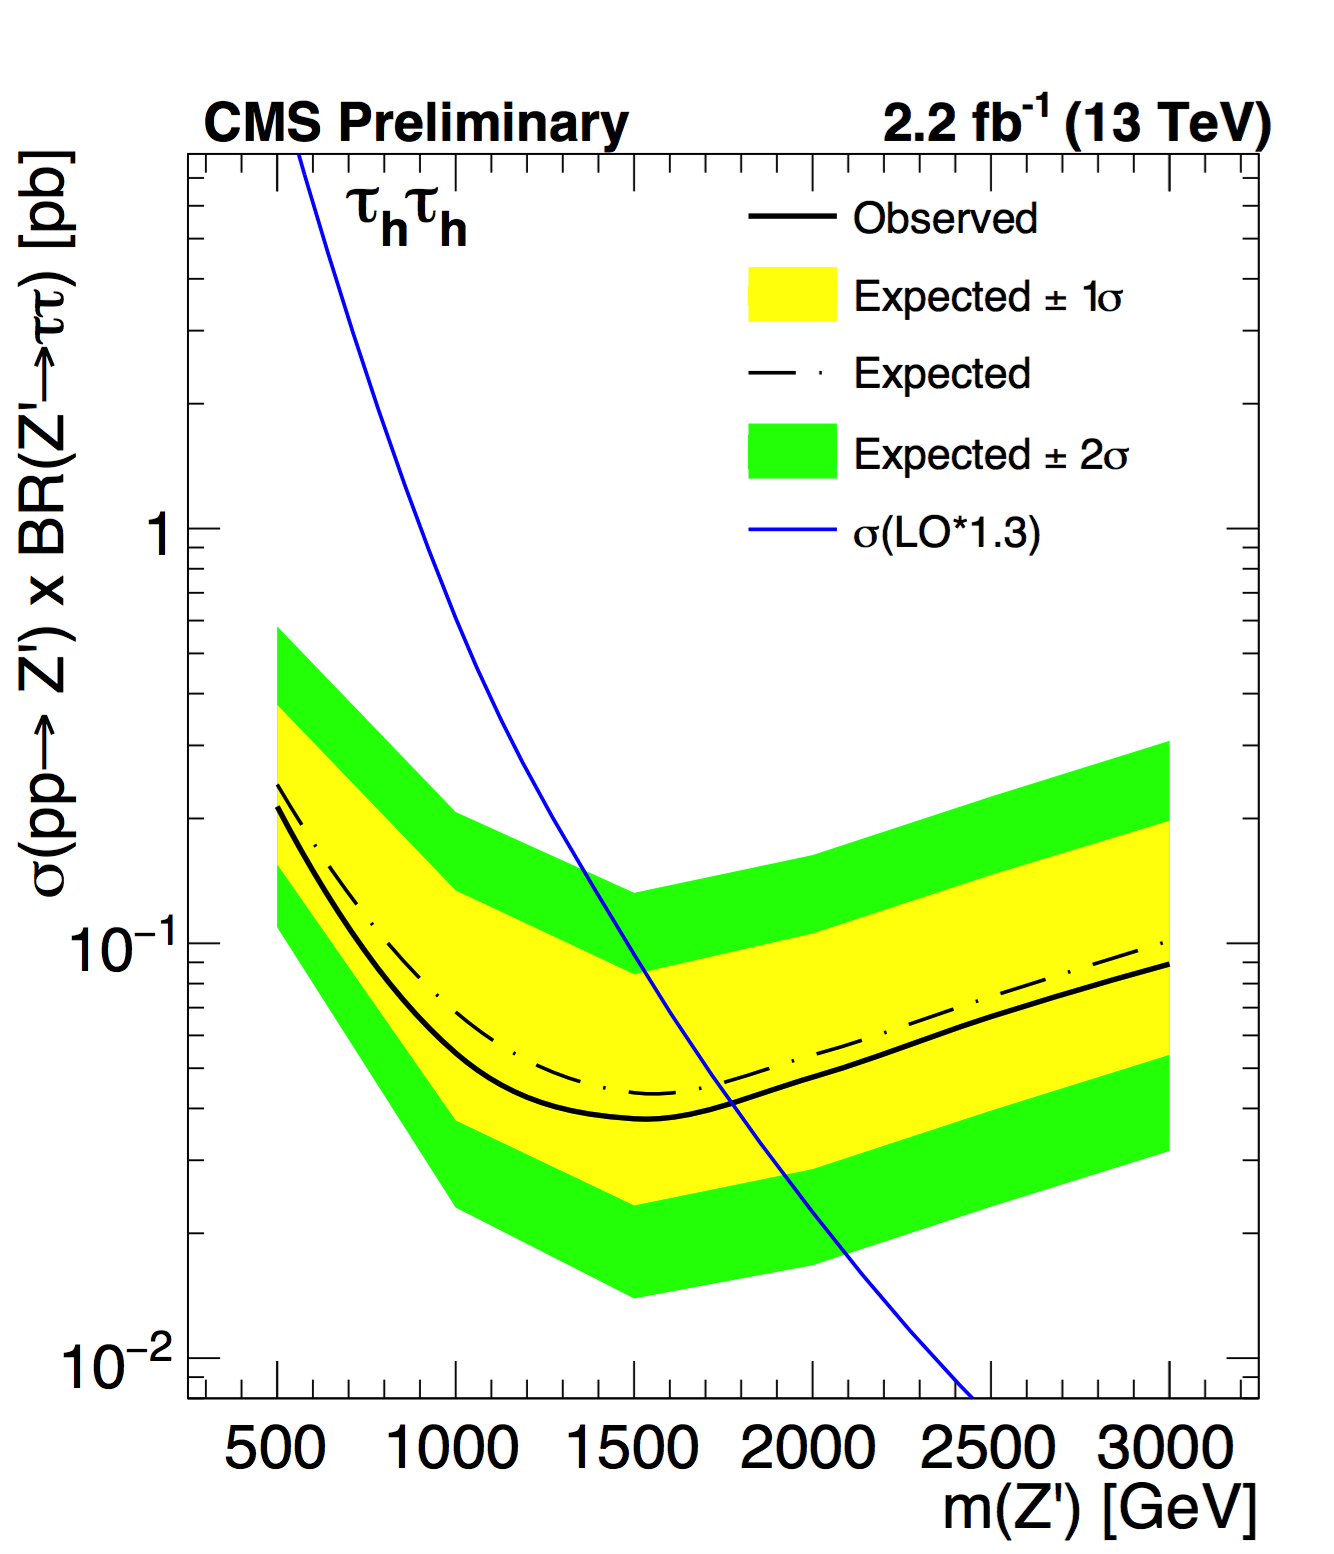 CMS Preliminary 2.2 fb⁻¹ (13 TeV)
σ(pp→ Z') x BR(Z'→ττ) [pb]
τₕτₕ
Observed
Expected ± 1σ
Expected
Expected ± 2σ
σ(LO*1.3)
1
10⁻¹
10⁻²
500 1000 1500 2000 2500 3000
m(Z') [GeV]